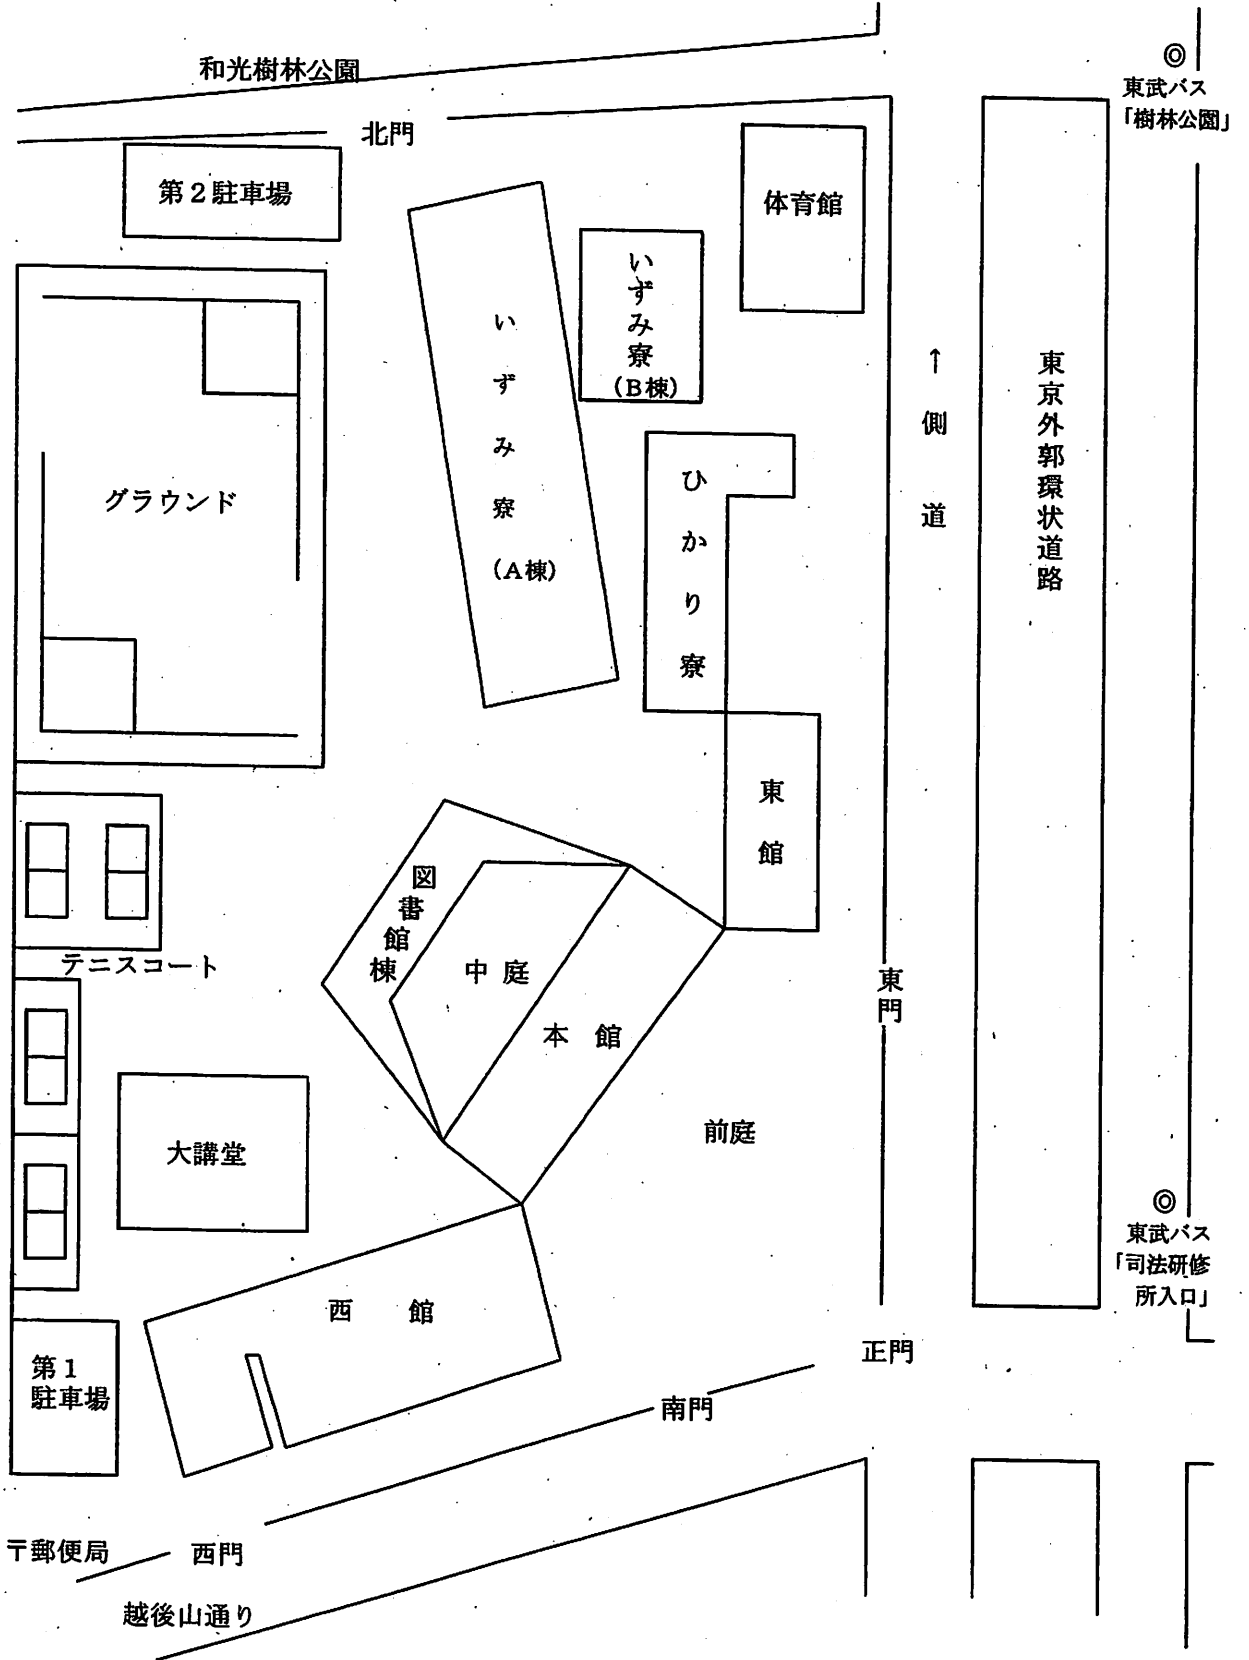 和光樹林公園
◎
東武バス
「樹林公園」
北門
第2駐車場
体育館
いずみ寮
(B棟)
いずみ寮
(A棟)
↑側道
東京外郭環状道路
グラウンド
ひかり寮
東館
図書館棟
中庭
本館
テニスコート
東門
前庭
大講堂
◎
東武バス
「司法研修
所入口」
西館
正門
第1
駐車場
南門
〒郵便局
西門
越後山通り